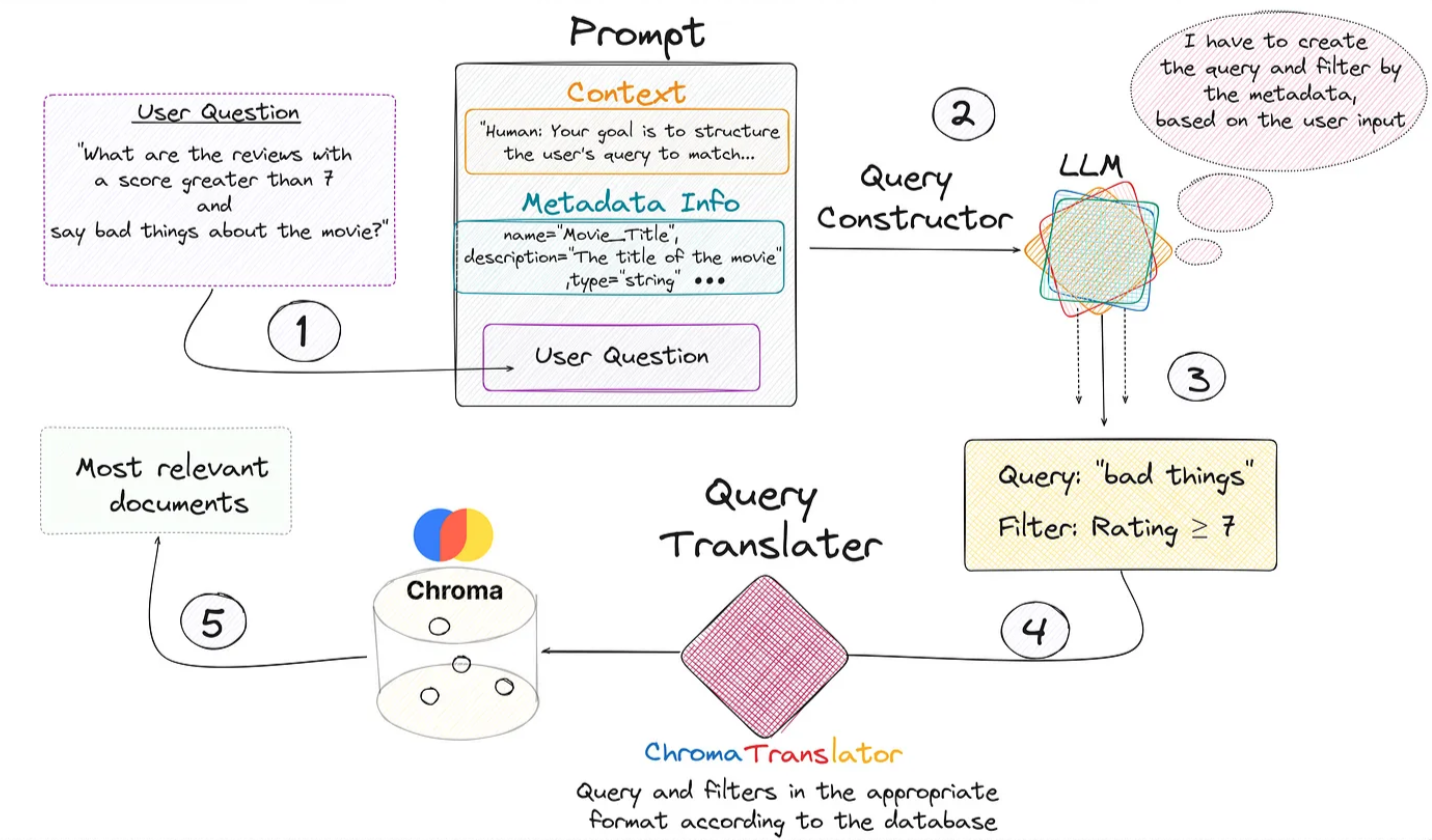 Prompt
User Question
"What are the reviews with
a score greater than 7
and
say bad things about the movie?"
1
Context
"Human: Your goal is to structure
the user's query to match...
Metadata Info
name="Movie_Title",
description="The title of the movie"
,type="string" •••
User Question
2
Query
Constructor
LLM
I have to create
the query and filter by
the metadata,
based on the user input
3
Query: "bad things"
Filter: Rating ≥ 7
4
Query
Translater
ChromaTranslator
Query and filters in the appropriate
format according to the database
Chroma
5
Most relevant
documents